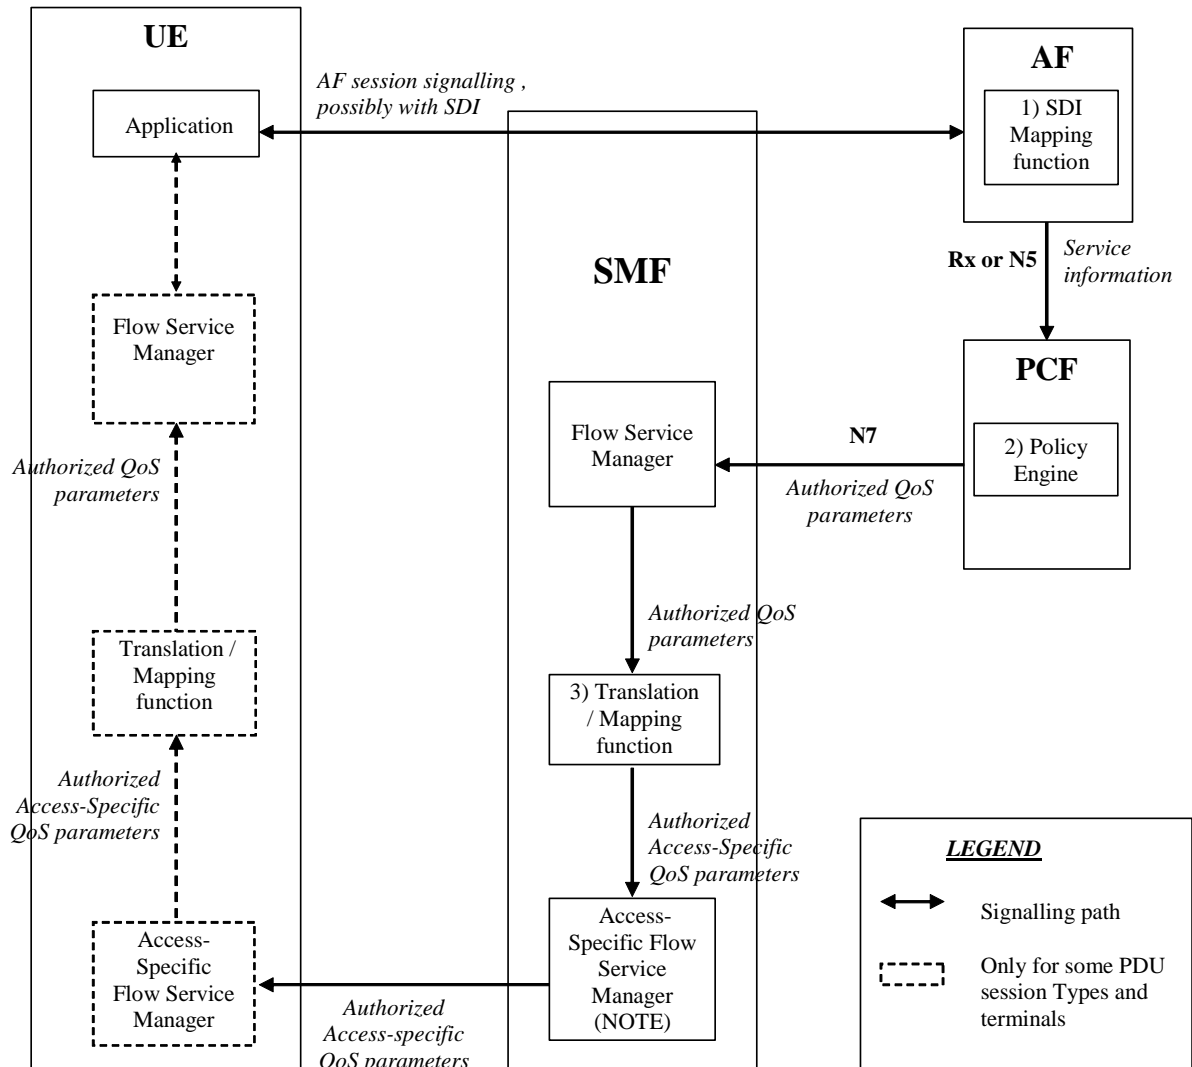 UE
Application
Flow Service
Manager
Authorized QoS
parameters
Translation /
Mapping
function
Authorized
Access-Specific
QoS parameters
Access-
Specific
Flow Service
Manager
AF session signalling ,
possibly with SDI
SMF
Flow Service
Manager
Authorized QoS
parameters
3) Translation
/ Mapping
function
Authorized
Access-Specific
QoS parameters
Access-
Specific Flow
Service
Manager
(NOTE)
Authorized
Access-specific
QoS parameters
AF
1) SDI
Mapping
function
Rx or N5
Service
information
PCF
2) Policy
Engine
N7
Authorized QoS
parameters
LEGEND
Signalling path
Only for some PDU
session Types and
terminals